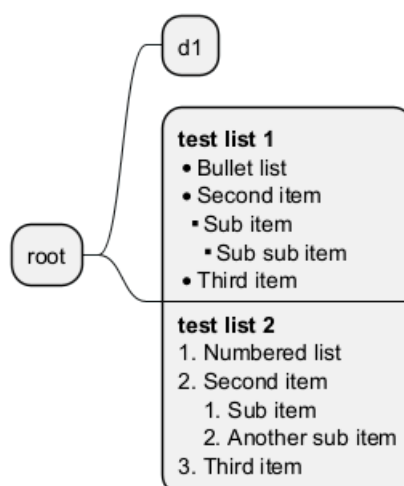 d1
root
test list 1
• Bullet list
• Second item
▪ Sub item
▪ Sub sub item
• Third item
test list 2
1. Numbered list
2. Second item
1. Sub item
2. Another sub item
3. Third item